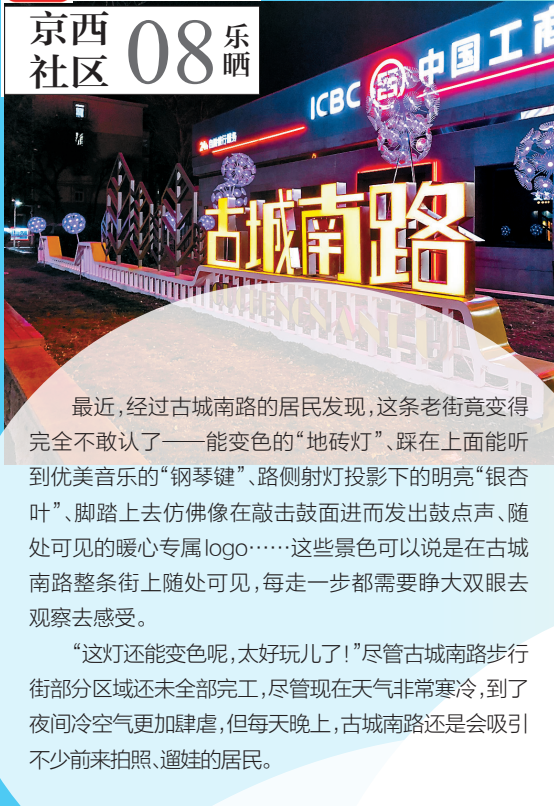 京西
社区
08
乐
晒
ICBC 中国工商
24h自助银行服务
古城南路
GUCHENGNANLU
最近,经过古城南路的居民发现,这条老街竟变得
完全不敢认了——能变色的“地砖灯”、踩在上面能听
到优美音乐的“钢琴键”、路侧射灯投影下的明亮“银杏
叶”、脚踏上去仿佛像在敲击鼓面进而发出鼓点声、随
处可见的暖心专属logo……这些景色可以说是在古城
南路整条街上随处可见,每走一步都需要睁大双眼去
观察去感受。
“这灯还能变色呢,太好玩儿了!”尽管古城南路步行
街部分区域还未全部完工,尽管现在天气非常寒冷,到了
夜间冷空气更加肆虐,但每天晚上,古城南路还是会吸引
不少前来拍照、遛娃的居民。